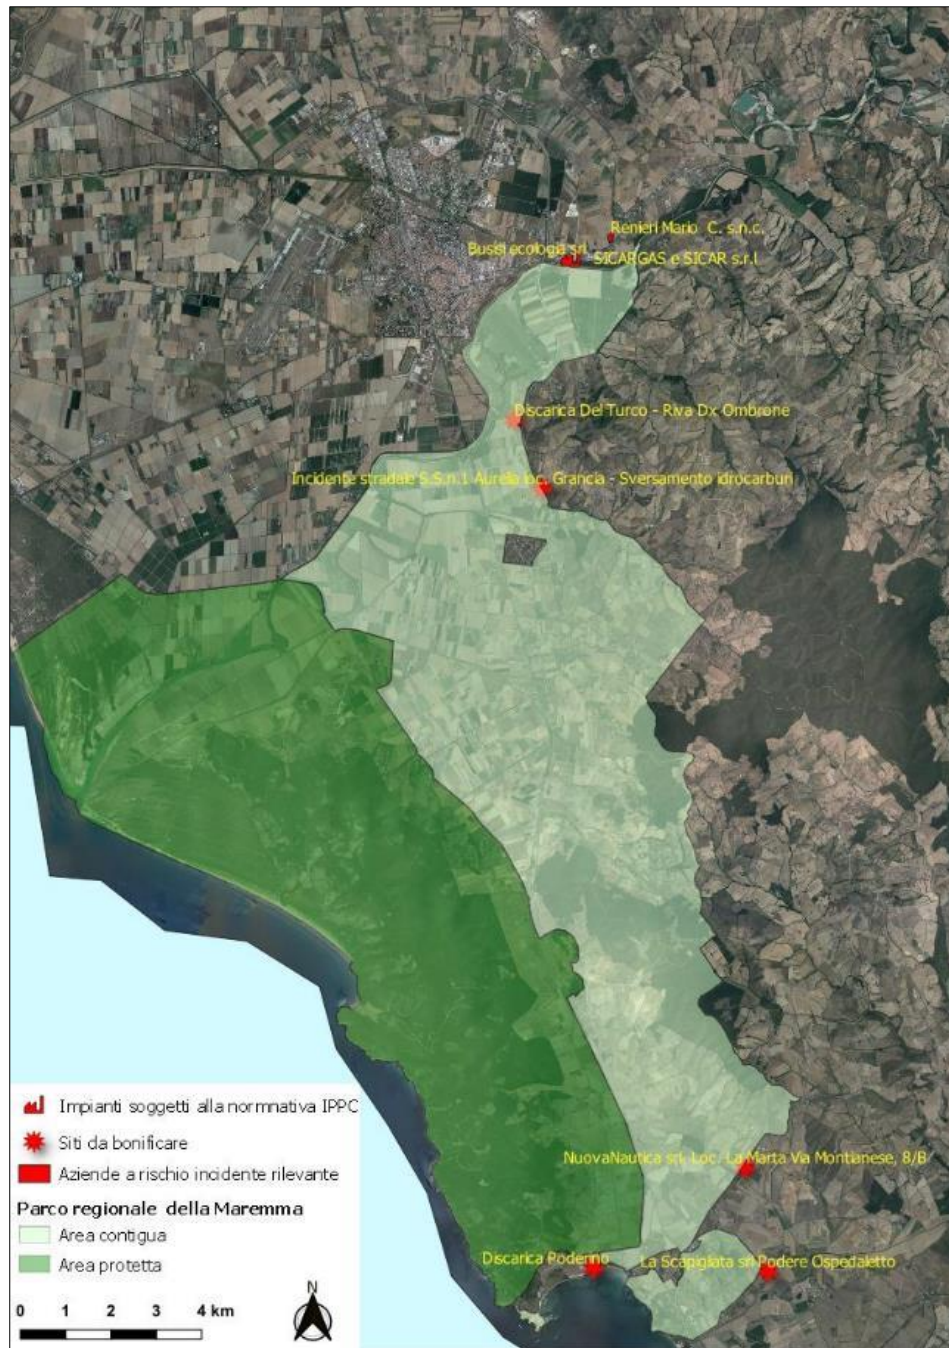 Renieri Mario C. s.n.c.
Busisi ecologia srl
SICARGAS e SICAR s.r.l
Discarica Del Turco - Riva Dx Ombrone
Incidente stradale S.S.n.1 Aurelia loc. Grancia - Sversamento idrocarburi
NuovaNautica srl Loc. La Marta Via Montianese, 8/B
Discarica Poderino
La Scapigliata srl Podere Ospedaletto
Impianti soggetti alla normnativa IPPC
Siti da bonificare
Aziende a rischio incidente rilevante
Parco regionale della Maremma
Area contigua
Area protetta
N
0 1 2 3 4 km